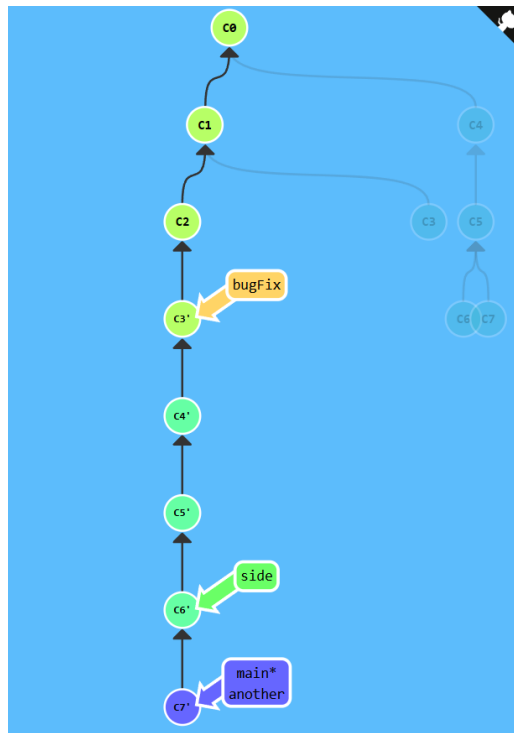 C0
C1
C4
C2
C3
C5
bugFix
C3'
C6
C7
C4'
C5'
side
C6'
main*
another
C7'